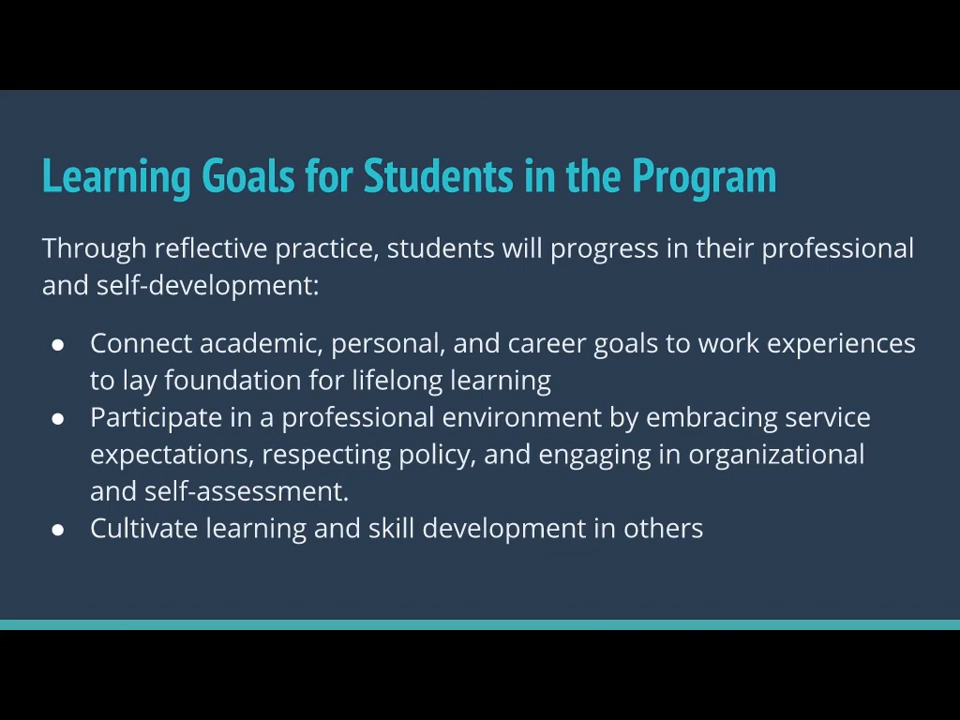 Learning Goals for Students in the Program
Through reflective practice, students will progress in their professional
and self-development:
● Connect academic, personal, and career goals to work experiences
to lay foundation for lifelong learning
● Participate in a professional environment by embracing service
expectations, respecting policy, and engaging in organizational
and self-assessment.
● Cultivate learning and skill development in others